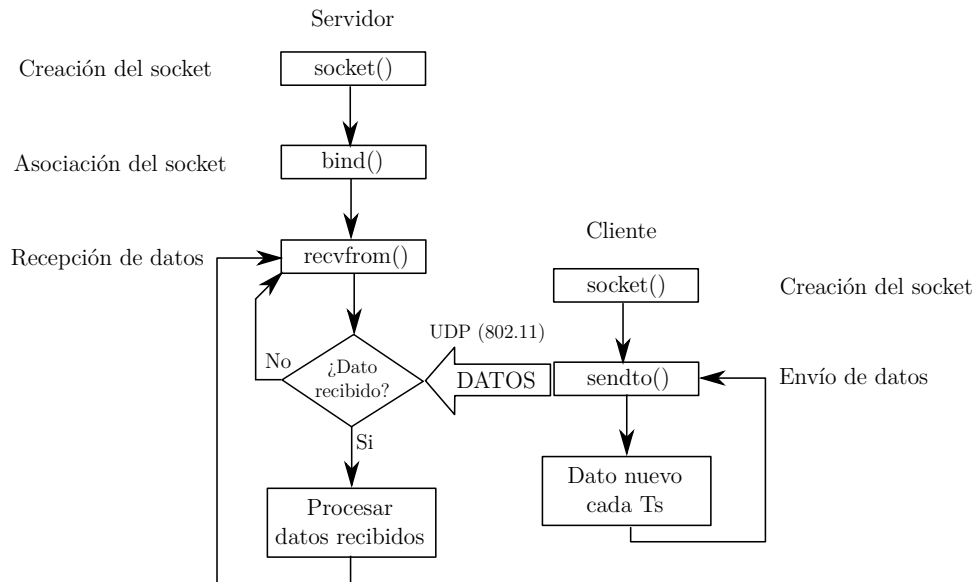 Servidor
Creación del socket
socket()
Asociación del socket
bind()
Recepción de datos
recvfrom()
Cliente
socket()
Creación del socket
UDP (802.11)
No
¿Dato
recibido?
DATOS
sendto()
Envío de datos
Si
Dato nuevo
cada Ts
Procesar
datos recibidos